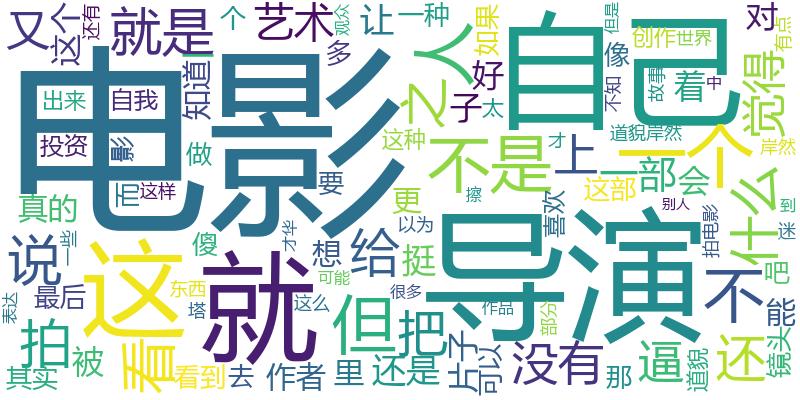 又
这个
还有
就是
个
艺术
观众
多
让
一种
如果
但是
像
创作
世界
对
有点
电影
出来
自我
知道
投资
影
做
而
这样
真的
之
人
好
子
太
自己
不知
故事
着
中
觉得
这种
不是
才
上
道貌岸然
一个
岸然
一部
会
要
更
擦
喜欢
这部
别人
拍电影
什么
到
迷
说
一些
这
傻
才华
就
想
给
以为
挺
导演
不
吧
能
表达
最后
东西
塔
可能
这么
很多
但
把
作品
部分
拍
被
看
看到
去
作者
里
还是
片子
可以
没有
那
逼
道貌
还
镜头
其实